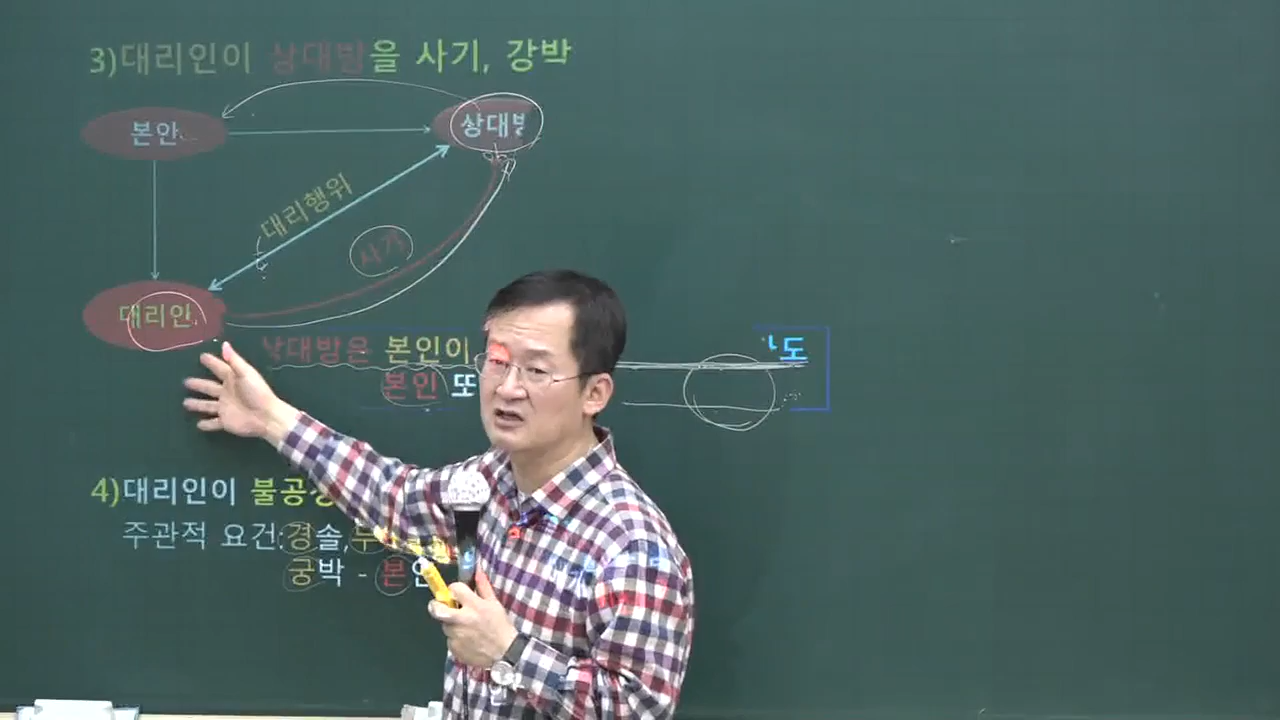 3)대리인이 상대방을 사기, 강박
본인
상대방
대리행위
사기
대리인
상대방은 본인이
도
본인 또
4)대리인이 불공정
주관적 요건:경솔,무
궁박 - 본인